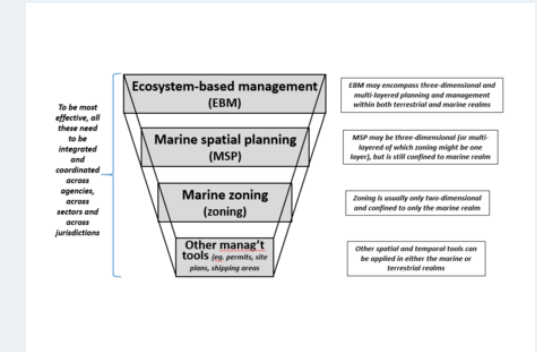 To be most
effective, all
these need
to be
integrated
and
coordinated
across
agencies,
across
sectors and
across
jurisdictions
Ecosystem-based management
(EBM)
EBM may encompass three-dimensional and
multi-layered planning and management
within both terrestrial and marine realms
Marine spatial planning
(MSP)
MSP may be three-dimensional (or multi-
layered of which zoning might be one
layer), but is still confined to marine realm
Marine zoning
(zoning)
Zoning is usually only two-dimensional
and confined to only the marine realm
Other manag't
tools (eg. permits, site
plans, shipping areas
Other spatial and temporal tools can
be applied in either the marine or
terrestrial realms